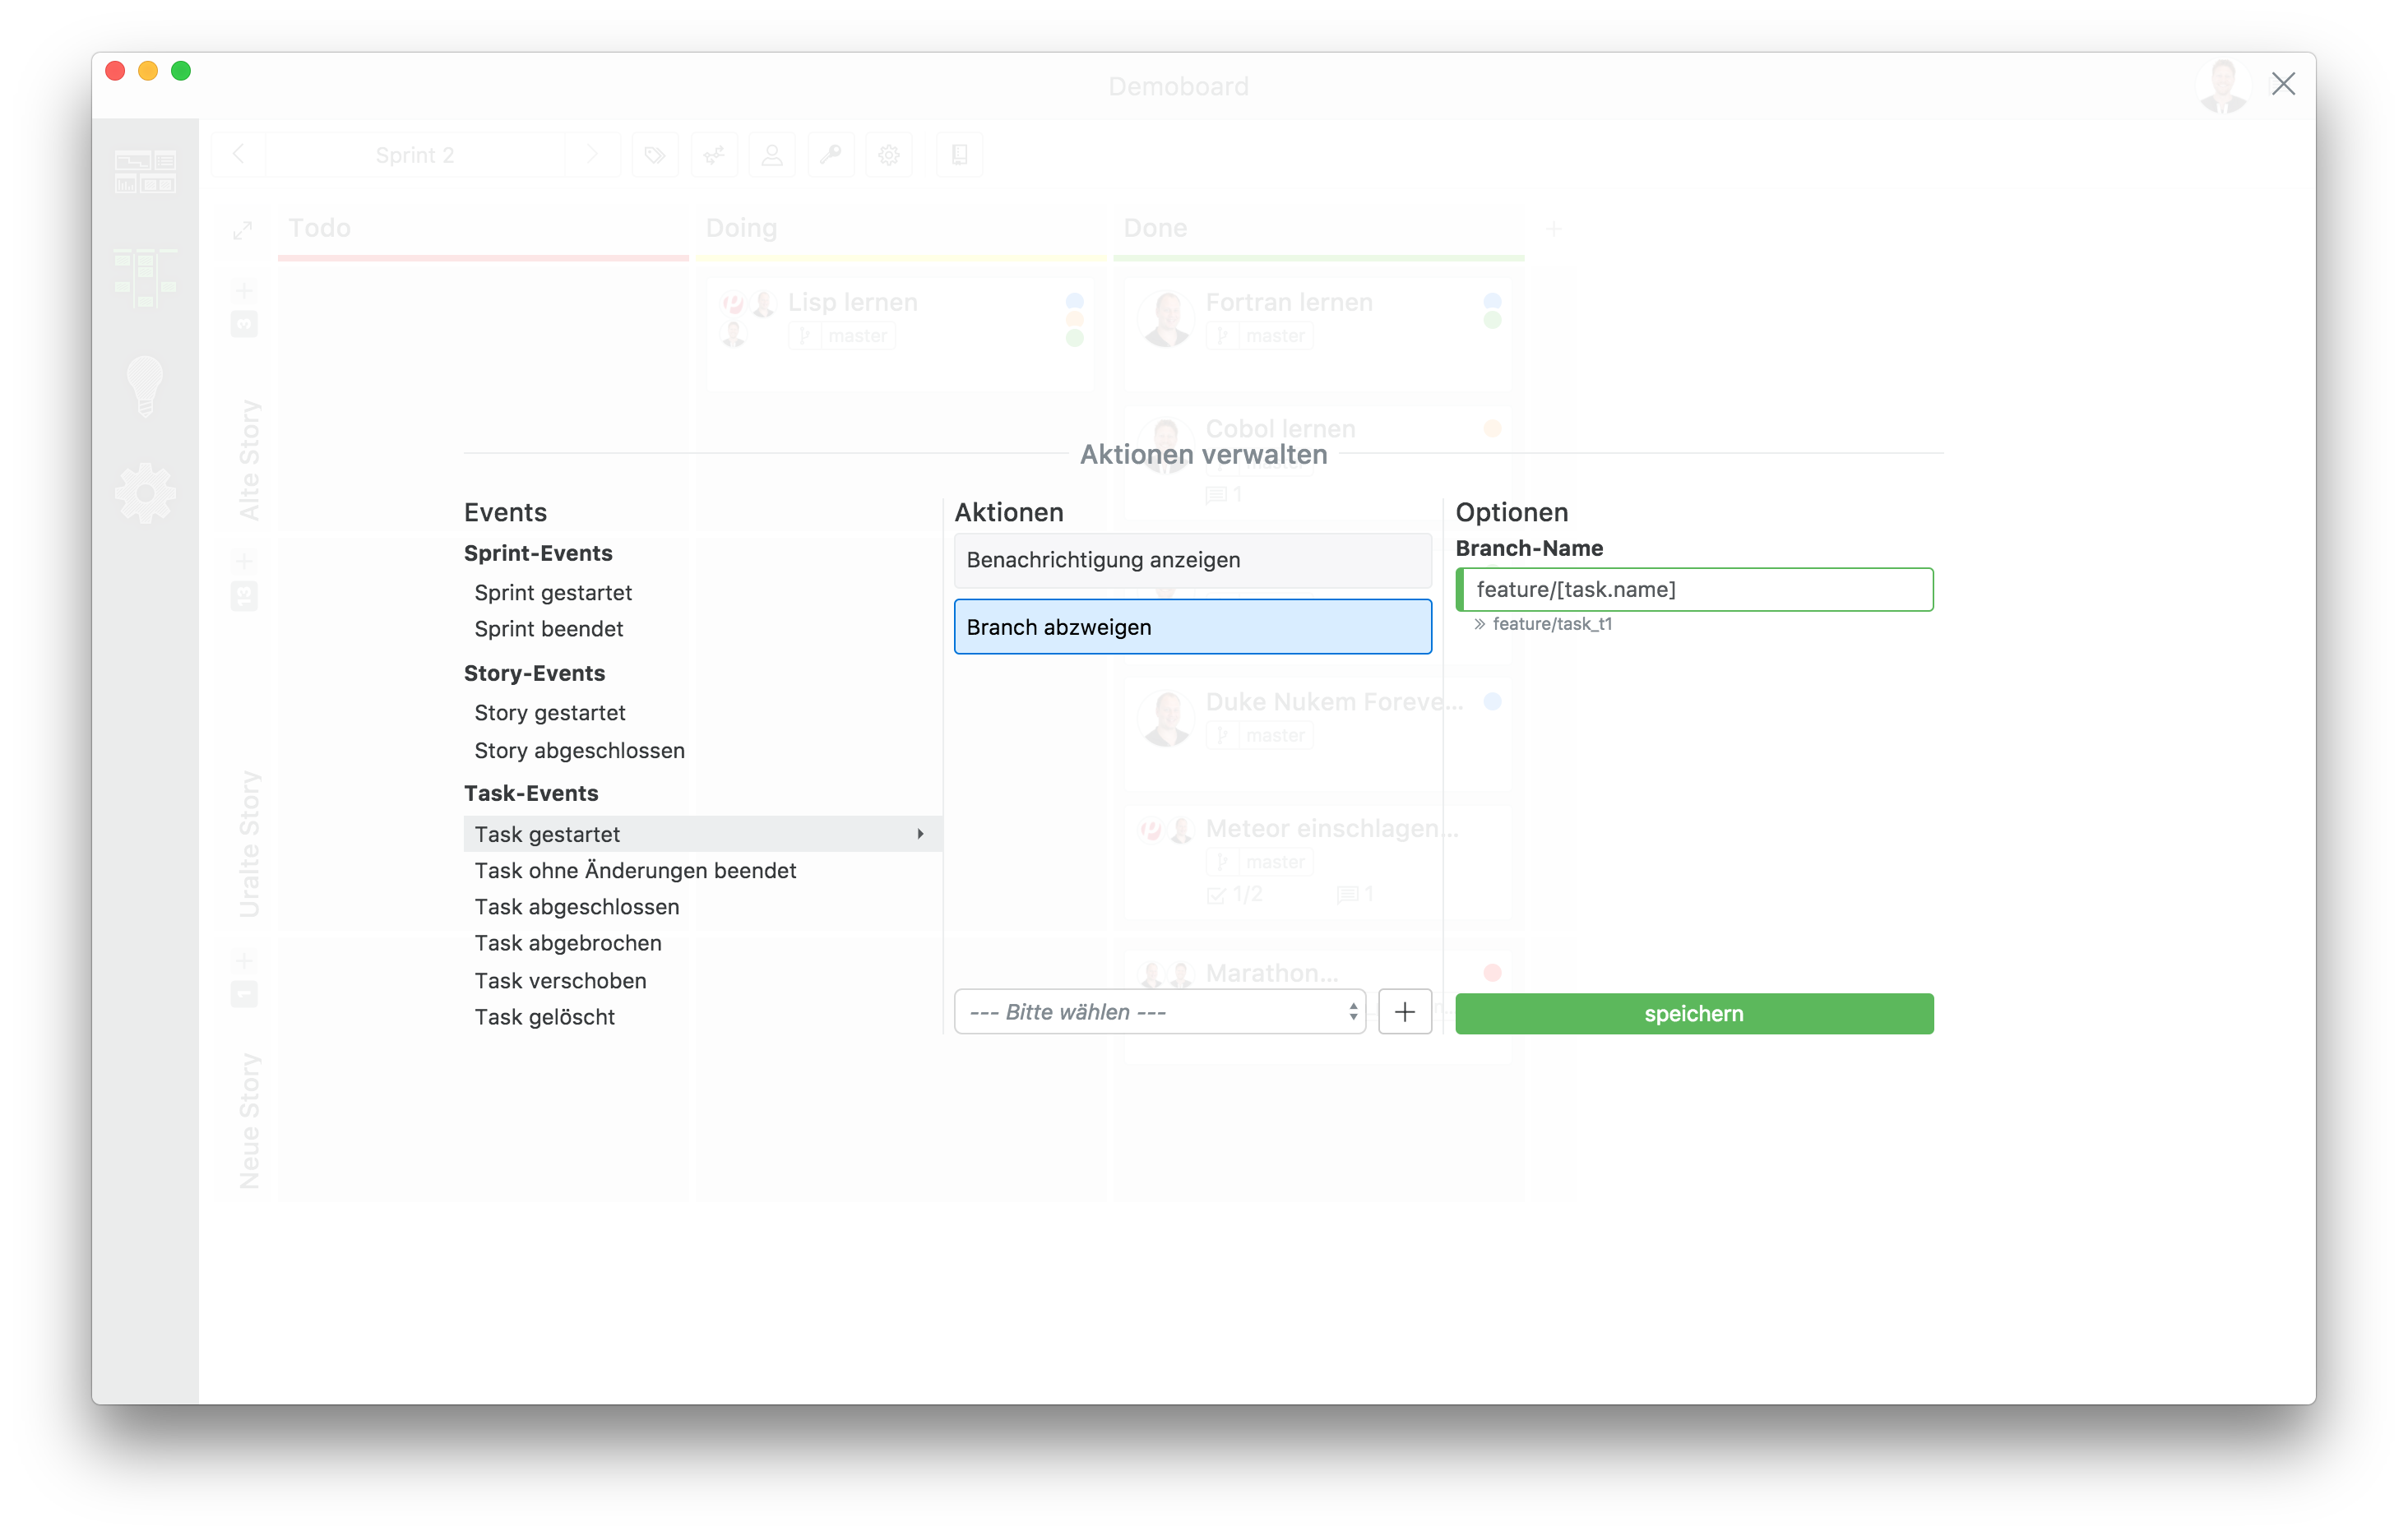 Demoboard
Sprint 2
Todo
Doing
Done
3
Alte Story
Lisp lernen
master
Fortran lernen
master
Cobol lernen
1
Aktionen verwalten
Events
Sprint-Events
Sprint gestartet
Sprint beendet
Story-Events
Story gestartet
Story abgeschlossen
Task-Events
Task gestartet
Task ohne Änderungen beendet
Task abgeschlossen
Task abgebrochen
Task verschoben
Task gelöscht
Aktionen
Benachrichtigung anzeigen
Branch abzweigen
--- Bitte wählen ---
Optionen
Branch-Name
feature/[task.name]
» feature/task_t1
speichern
13
Uralte Story
Duke Nukem Foreve...
master
Meteor einschlagen...
master
1/2
1
1
Neue Story
Marathon...